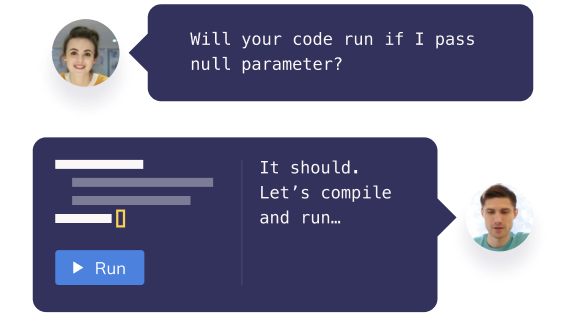 Will your code run if I pass
null parameter?
It should.
Let’s compile
and run…
Run